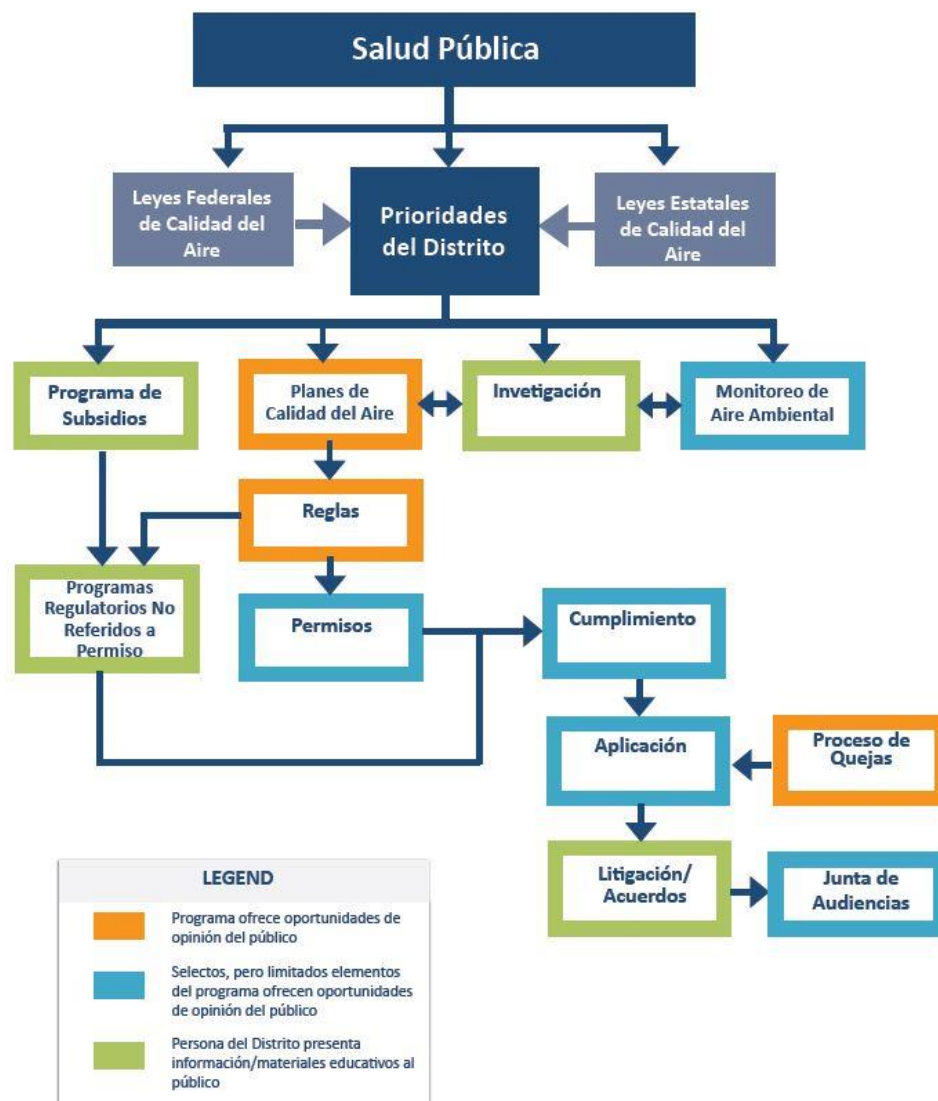 Salud Pública
Leyes Federales
de Calidad del
Aire
Prioridades
del Distrito
Leyes Estatales
de Calidad del
Aire
Programa de
Subsidios
Planes de
Calidad del Aire
Invetigación
Monitoreo de
Aire Ambiental
Reglas
Programas
Regulatorios No
Referidos a
Permiso
Permisos
Cumplimiento
Aplicación
Proceso de
Quejas
Litigación/
Acuerdos
Junta de
Audiencias
LEGEND
Programa ofrece oportunidades de
opinión del público
Selectos, pero limitados elementos
del programa ofrecen oportunidades
de opinión del público
Persona del Distrito presenta
información/materiales educativos al
público